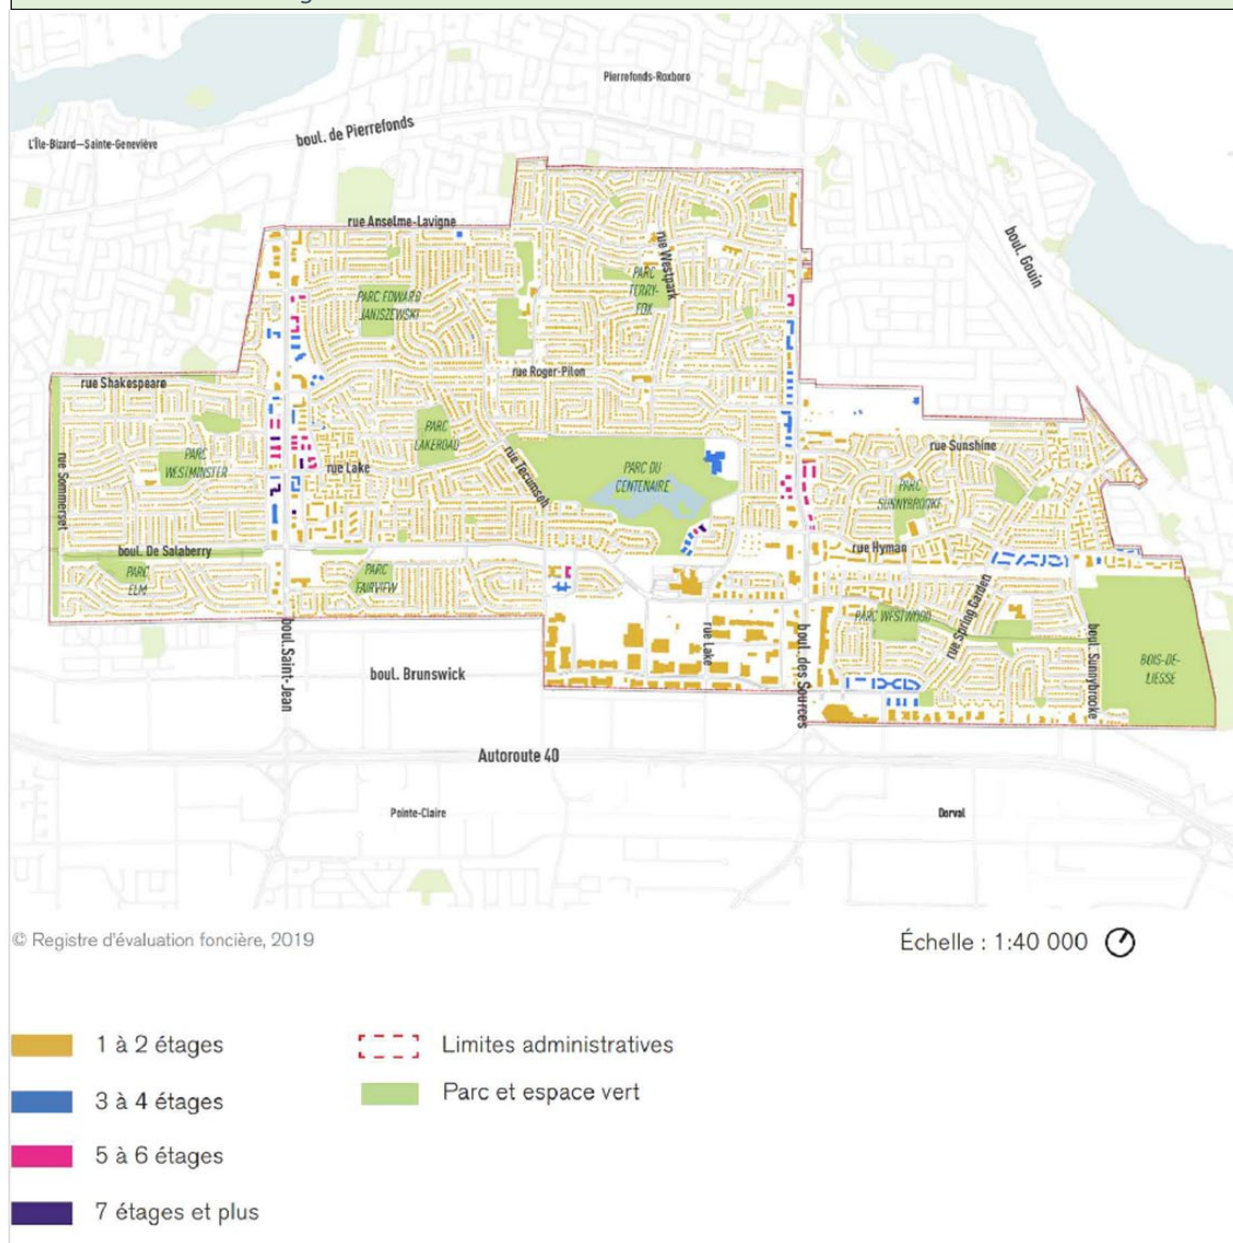 Pierrefonds-Roxboro
boul. de Pierrefonds
L'Île-Bizard—Sainte-Geneviève
rue Anselme-Lavigne
rue Westpark
boul. Gouin
PARC
TERRY-
FOX
PARC EDWARD
JANISZEWSKI
rue Roger-Pilon
rue Shakespeare
PARC
LAKEROAD
rue Sunshine
PARC
WESTMINSTER
rue Lake
rue Tecumseh
PARC DU
CENTENAIRE
rue Sommerset
PARC
SUNNYBROOKE
boul. De Salaberry
rue Hyman
PARC
ELM
PARC
FAIRVIEW
PARC WESTWOOD
rue Spring Garden
boul. Saint-Jean
rue Lake
boul. des Sources
boul. Sunnybrooke
BOIS-DE-
LIESSE
boul. Brunswick
Autoroute 40
Pointe-Claire
Dorval
© Registre d'évaluation foncière, 2019
Échelle : 1:40 000
1 à 2 étages
Limites administratives
3 à 4 étages
Parc et espace vert
5 à 6 étages
7 étages et plus